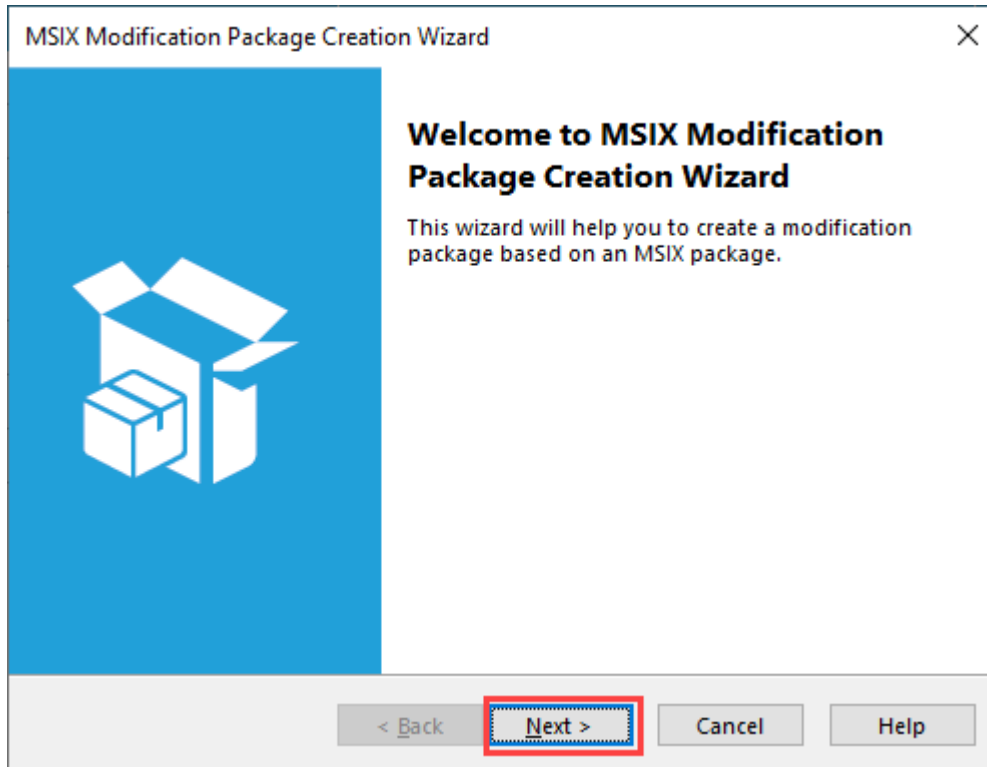 MSIX Modification Package Creation Wizard
Welcome to MSIX Modification
Package Creation Wizard
This wizard will help you to create a modification
package based on an MSIX package.
< Back
Next >
Cancel
Help